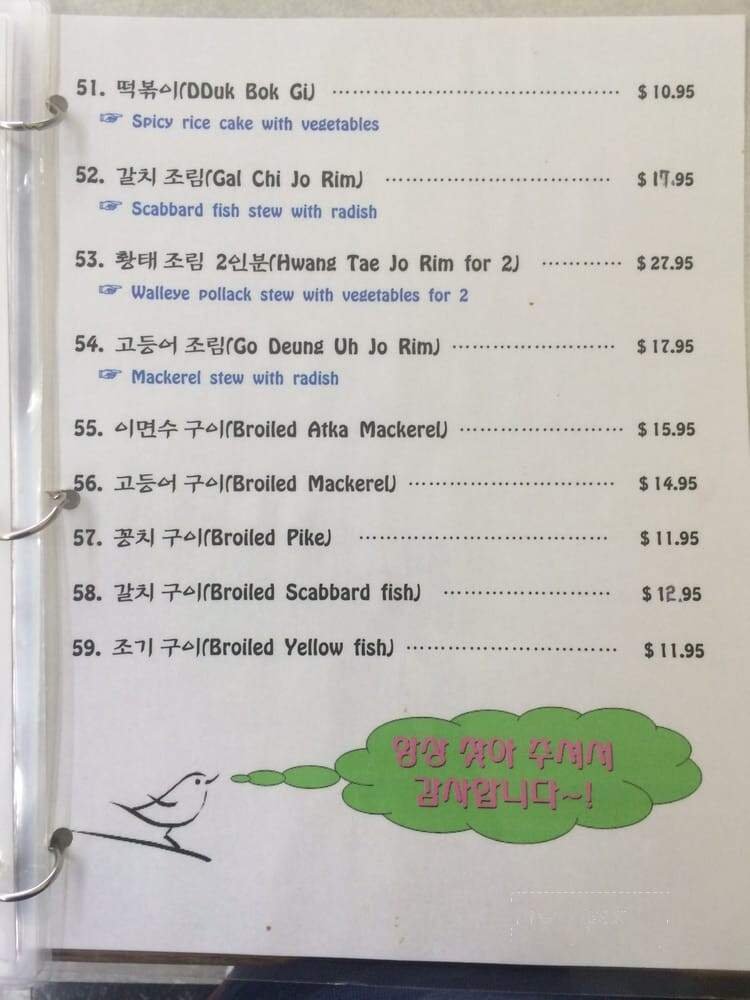 51. 떡볶이(DDuk Bok Gi) ........................................ $ 10.95
☞ Spicy rice cake with vegetables
52. 갈치 조림(Gal Chi Jo Rim) ............................... $ 17.95
☞ Scabbard fish stew with radish
53. 황태 조림 2인분(Hwang Tae Jo Rim for 2) ............ $ 27.95
☞ Walleye pollack stew with vegetables for 2
54. 고등어 조림(Go Deung Uh Jo Rim) ...................... $ 17.95
☞ Mackerel stew with radish
55. 이면수 구이(Broiled Atka Mackerel) ...................... $ 15.95
56. 고등어 구이(Broiled Mackerel) ............................ $ 14.95
57. 꽁치 구이(Broiled Pike) .................................. $ 11.95
58. 갈치 구이(Broiled Scabbard fish) ....................... $ 12.95
59. 조기 구이(Broiled Yellow fish) ............................. $ 11.95
항상 찾아 주셔서
감사합니다~!